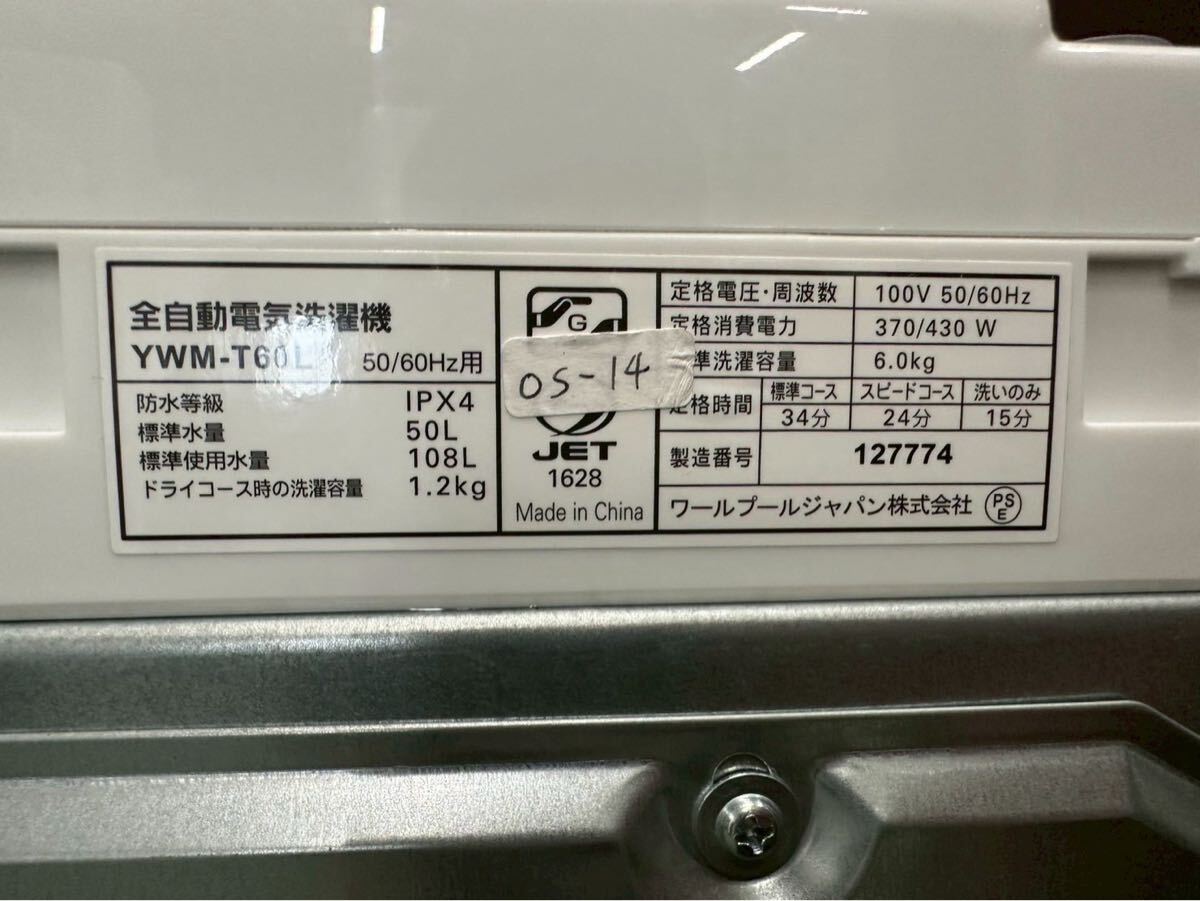 全自動電気洗濯機
YWM-T60L 50/60Hz用
防水等級 IPX4
標準水量 50L
標準使用水量 108L
ドライコース時の洗濯容量 1.2kg
G
OS-14
JET
1628
Made in China
定格電圧・周波数 100V 50/60Hz
定格消費電力 370/430 W
準洗濯容量 6.0kg
定格時間 標準コース スピードコース 洗いのみ
34分 24分 15分
製造番号 127774
ワールプールジャパン株式会社 PSE